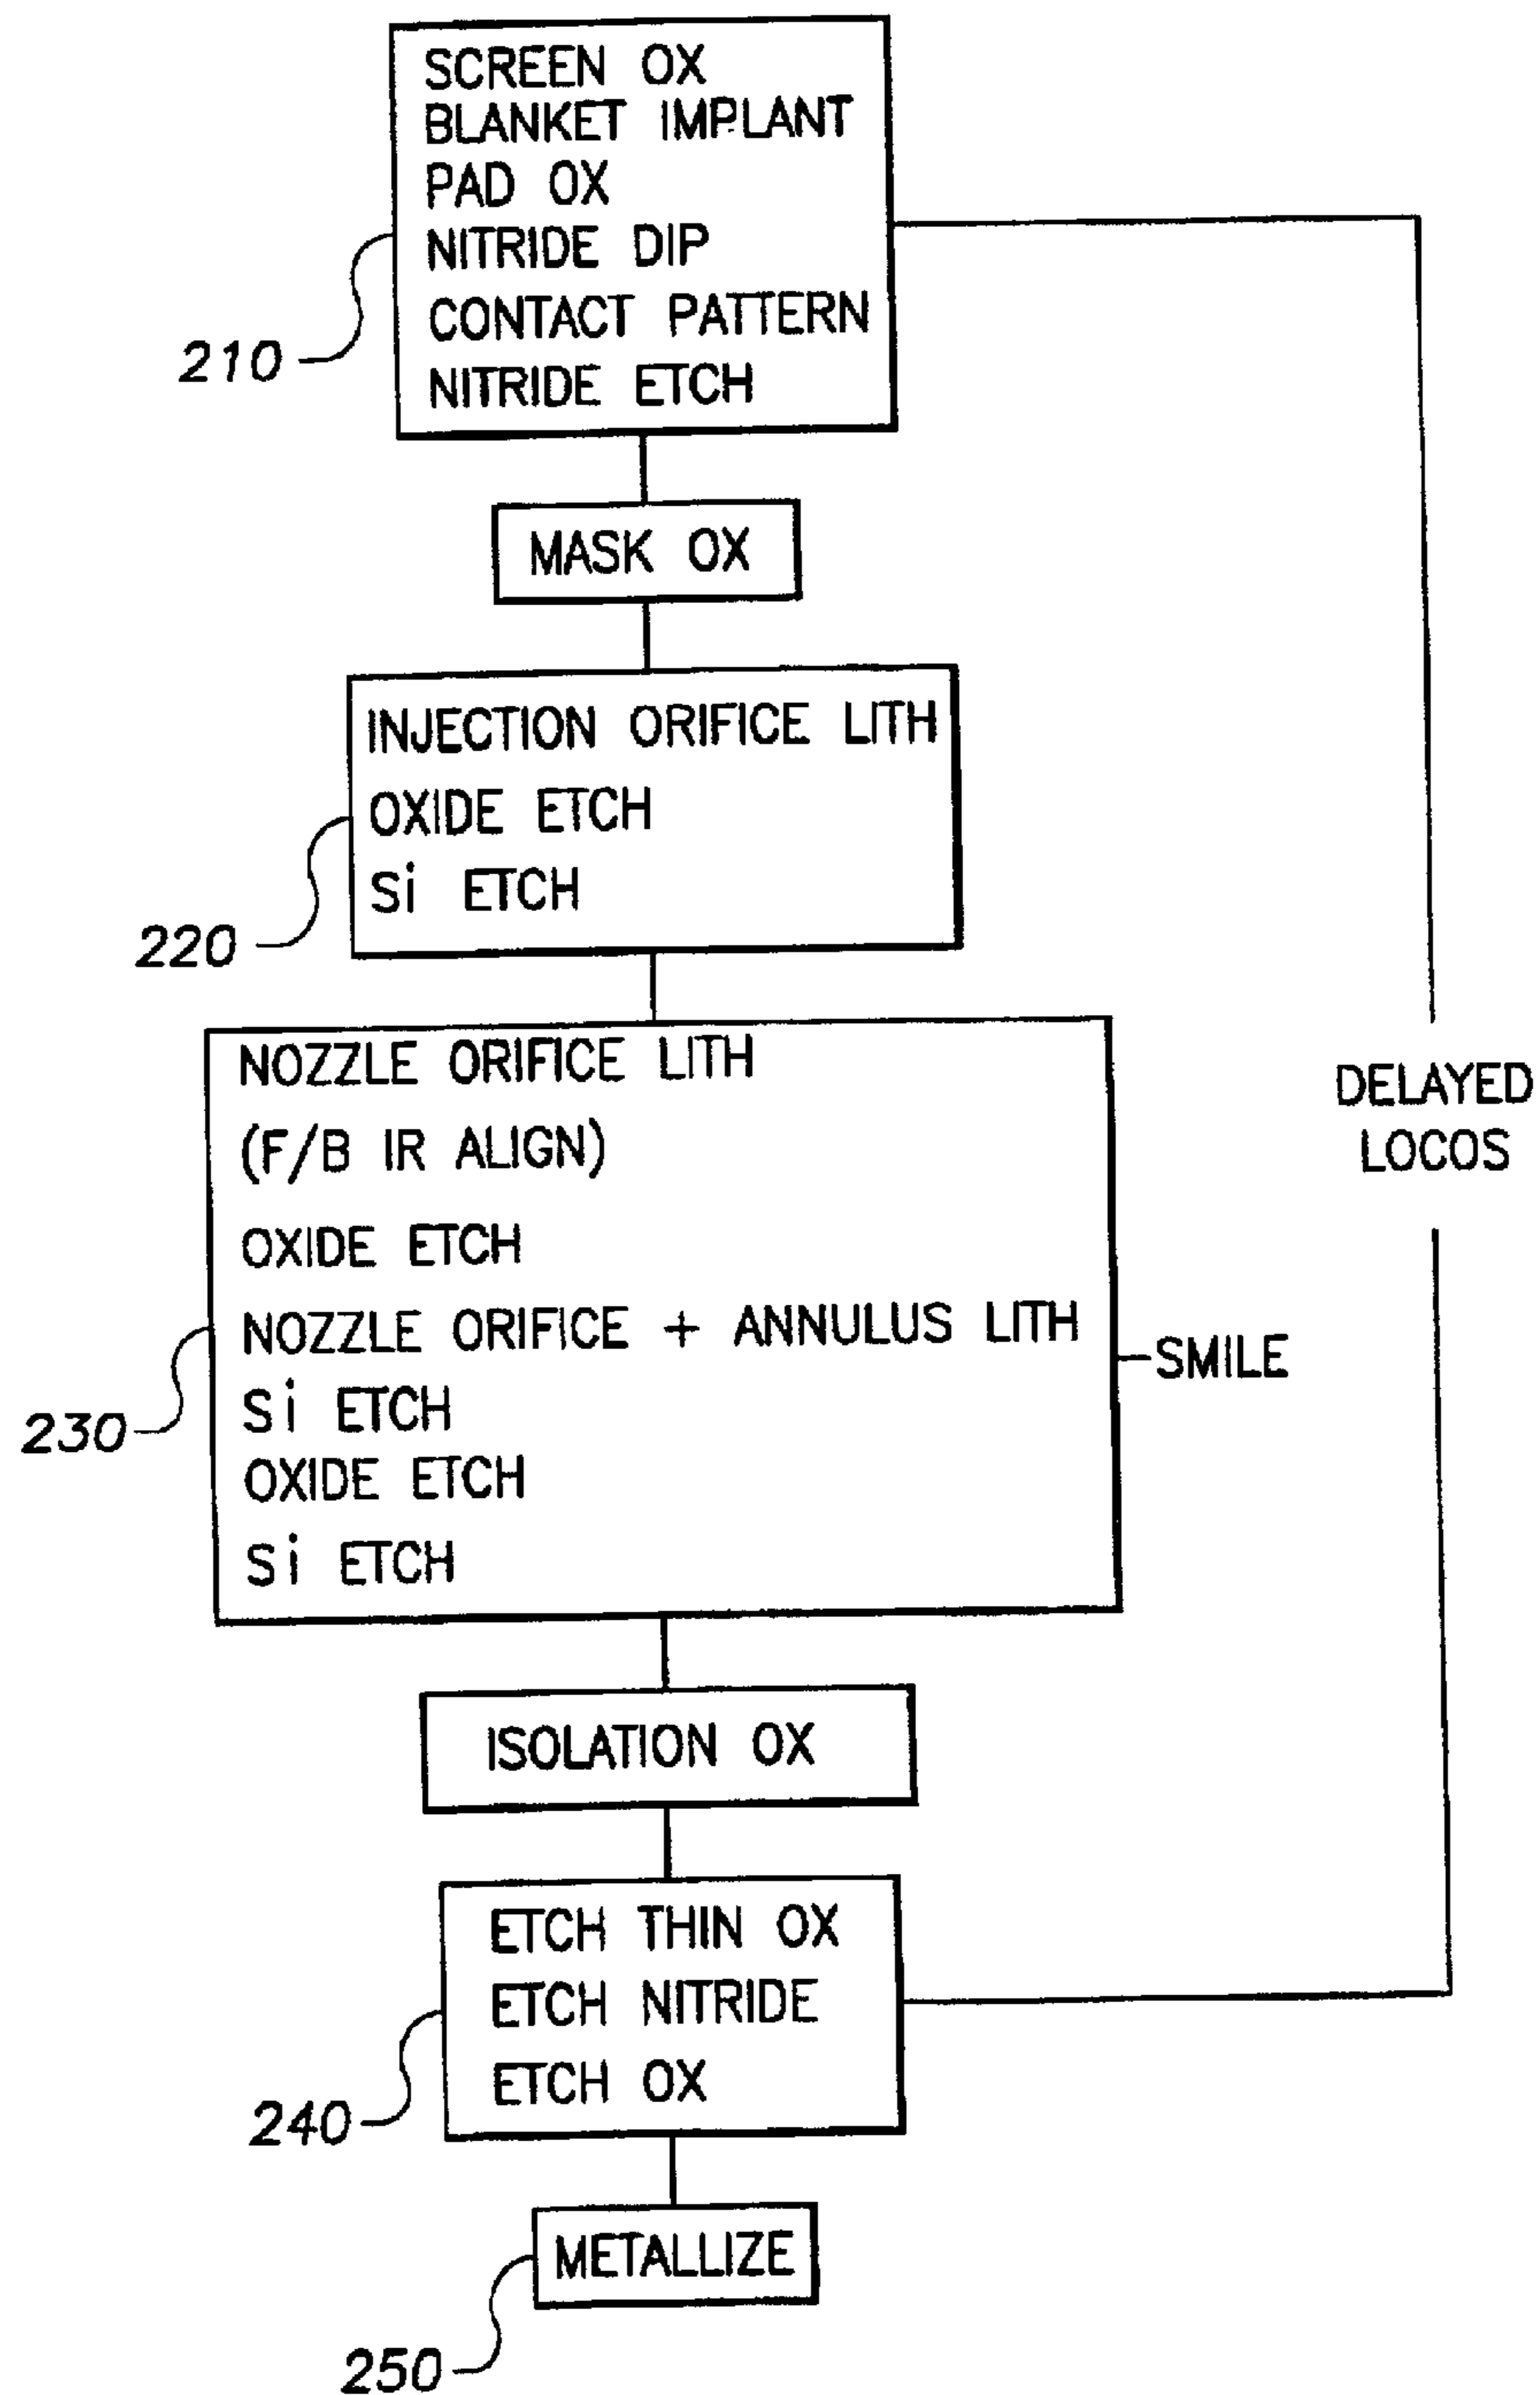 SCREEN OX
BLANKET IMPLANT
PAD OX
NITRIDE DIP
CONTACT PATTERN
NITRIDE ETCH
210
MASK OX
INJECTION ORIFICE LITH
OXIDE ETCH
Si ETCH
220
NOZZLE ORIFICE LITH
(F/B IR ALIGN)
OXIDE ETCH
NOZZLE ORIFICE + ANNULUS LITH
Si ETCH
OXIDE ETCH
Si ETCH
230
SMILE
DELAYED
LOCOS
ISOLATION OX
ETCH THIN OX
ETCH NITRIDE
ETCH OX
240
METALLIZE
250